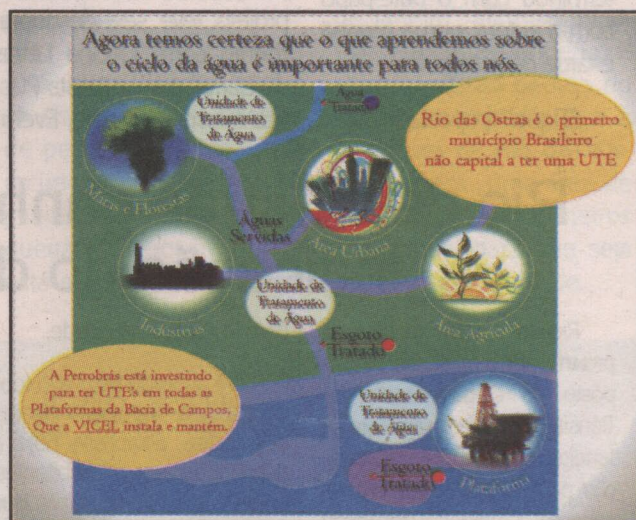 Agora temos certeza que o que aprendemos sobre
o ciclo da água é importante para todos nós.
Unidade de
Tratamento
de Água
Água
Tratada
Rio das Ostras é o primeiro
município Brasileiro
não capital a ter uma UTE
Matas e Florestas
Águas
Servidas
Área Urbana
Indústrias
Unidade de
Tratamento
de Água
Área Agrícula
Esgoto
Tratado
A Petrobrás está investindo
para ter UTE's em todas as
Plataformas da Bacia de Campos,
Que a VICEL instala e mantém.
Unidade de
Tratamento
de Água
Esgoto
Tratado
Plataforma